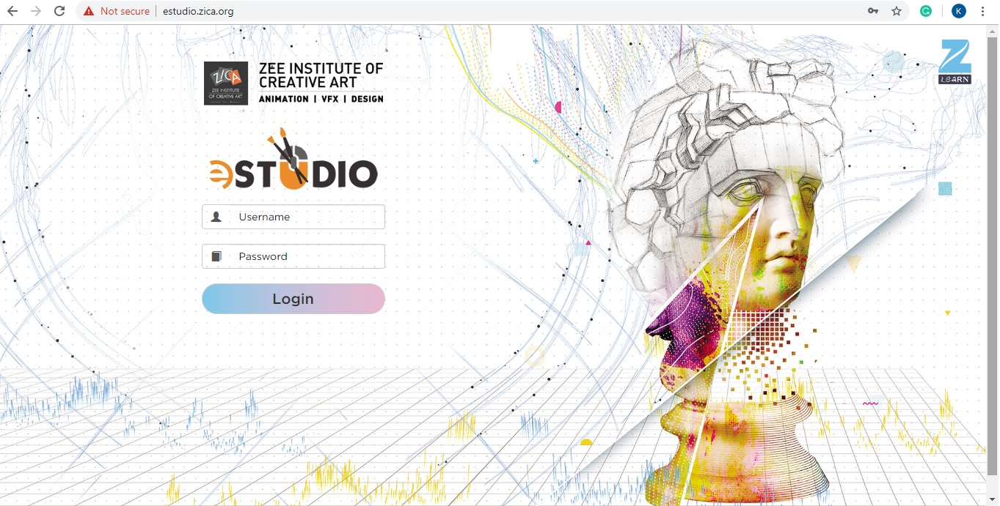 Not secure
estudio.zica.org
K
ZICA
ZEE INSTITUTE
OF CREATIVE ART
ZEE INSTITUTE OF
CREATIVE ART
ANIMATION | VFX | DESIGN
Z
LEARN
eSTUDIO
Username
Password
Login